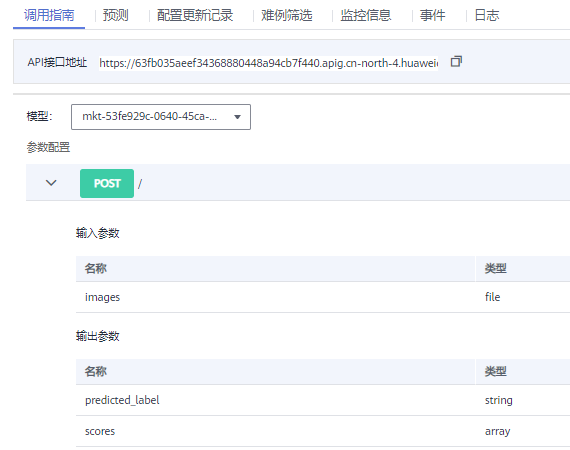 调用指南 预测 配置更新记录 难例筛选 监控信息 事件 日志
API接口地址 https://63fb035aeef34368880448a94cb7f440.apig.cn-north-4.huaweic
模型： mkt-53fe929c-0640-45ca-...
参数配置
POST /
输入参数
名称 类型
images file
输出参数
名称 类型
predicted_label string
scores array